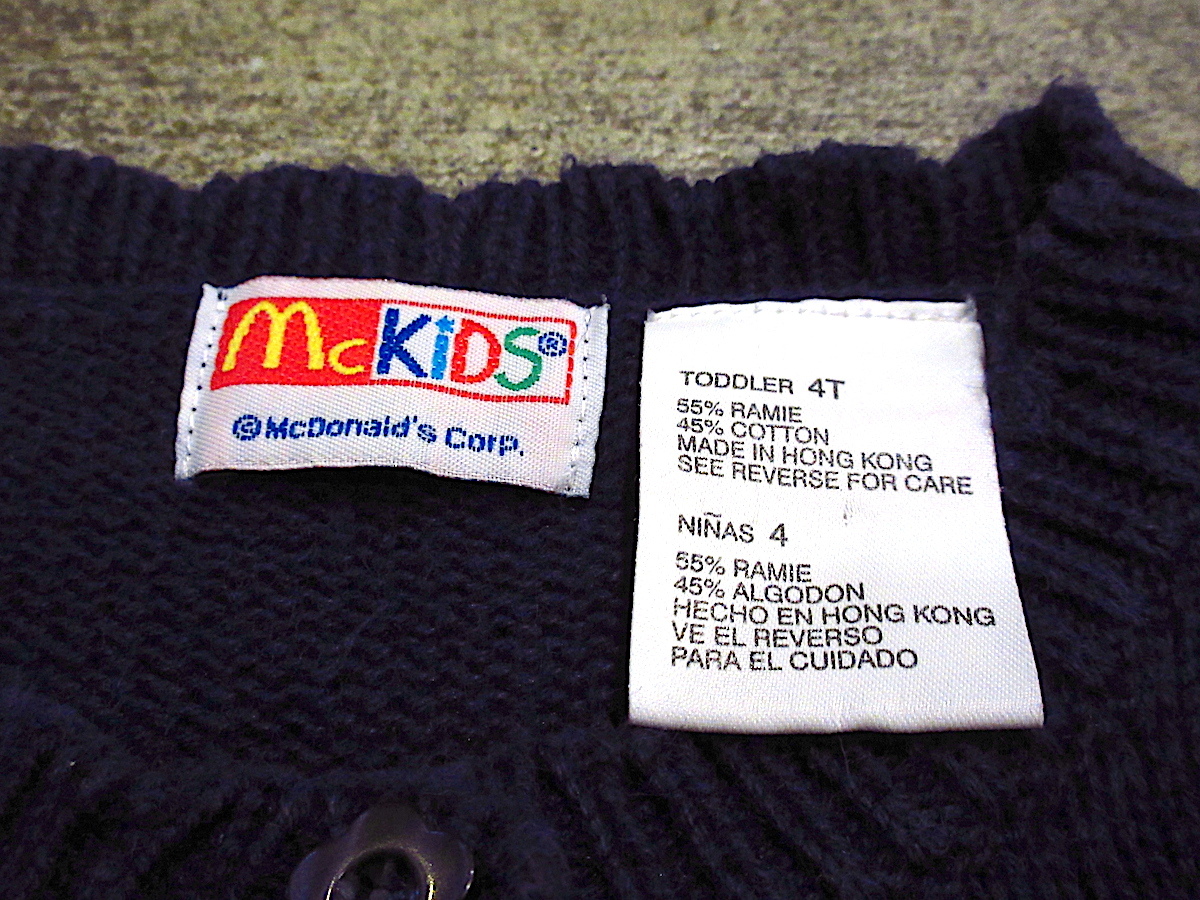 McKiDS®
©McDonald's Corp.
TODDLER 4T
55% RAMIE
45% COTTON
MADE IN HONG KONG
SEE REVERSE FOR CARE
NIÑAS 4
55% RAMIE
45% ALGODON
HECHO EN HONG KONG
VE EL REVERSO
PARA EL CUIDADO